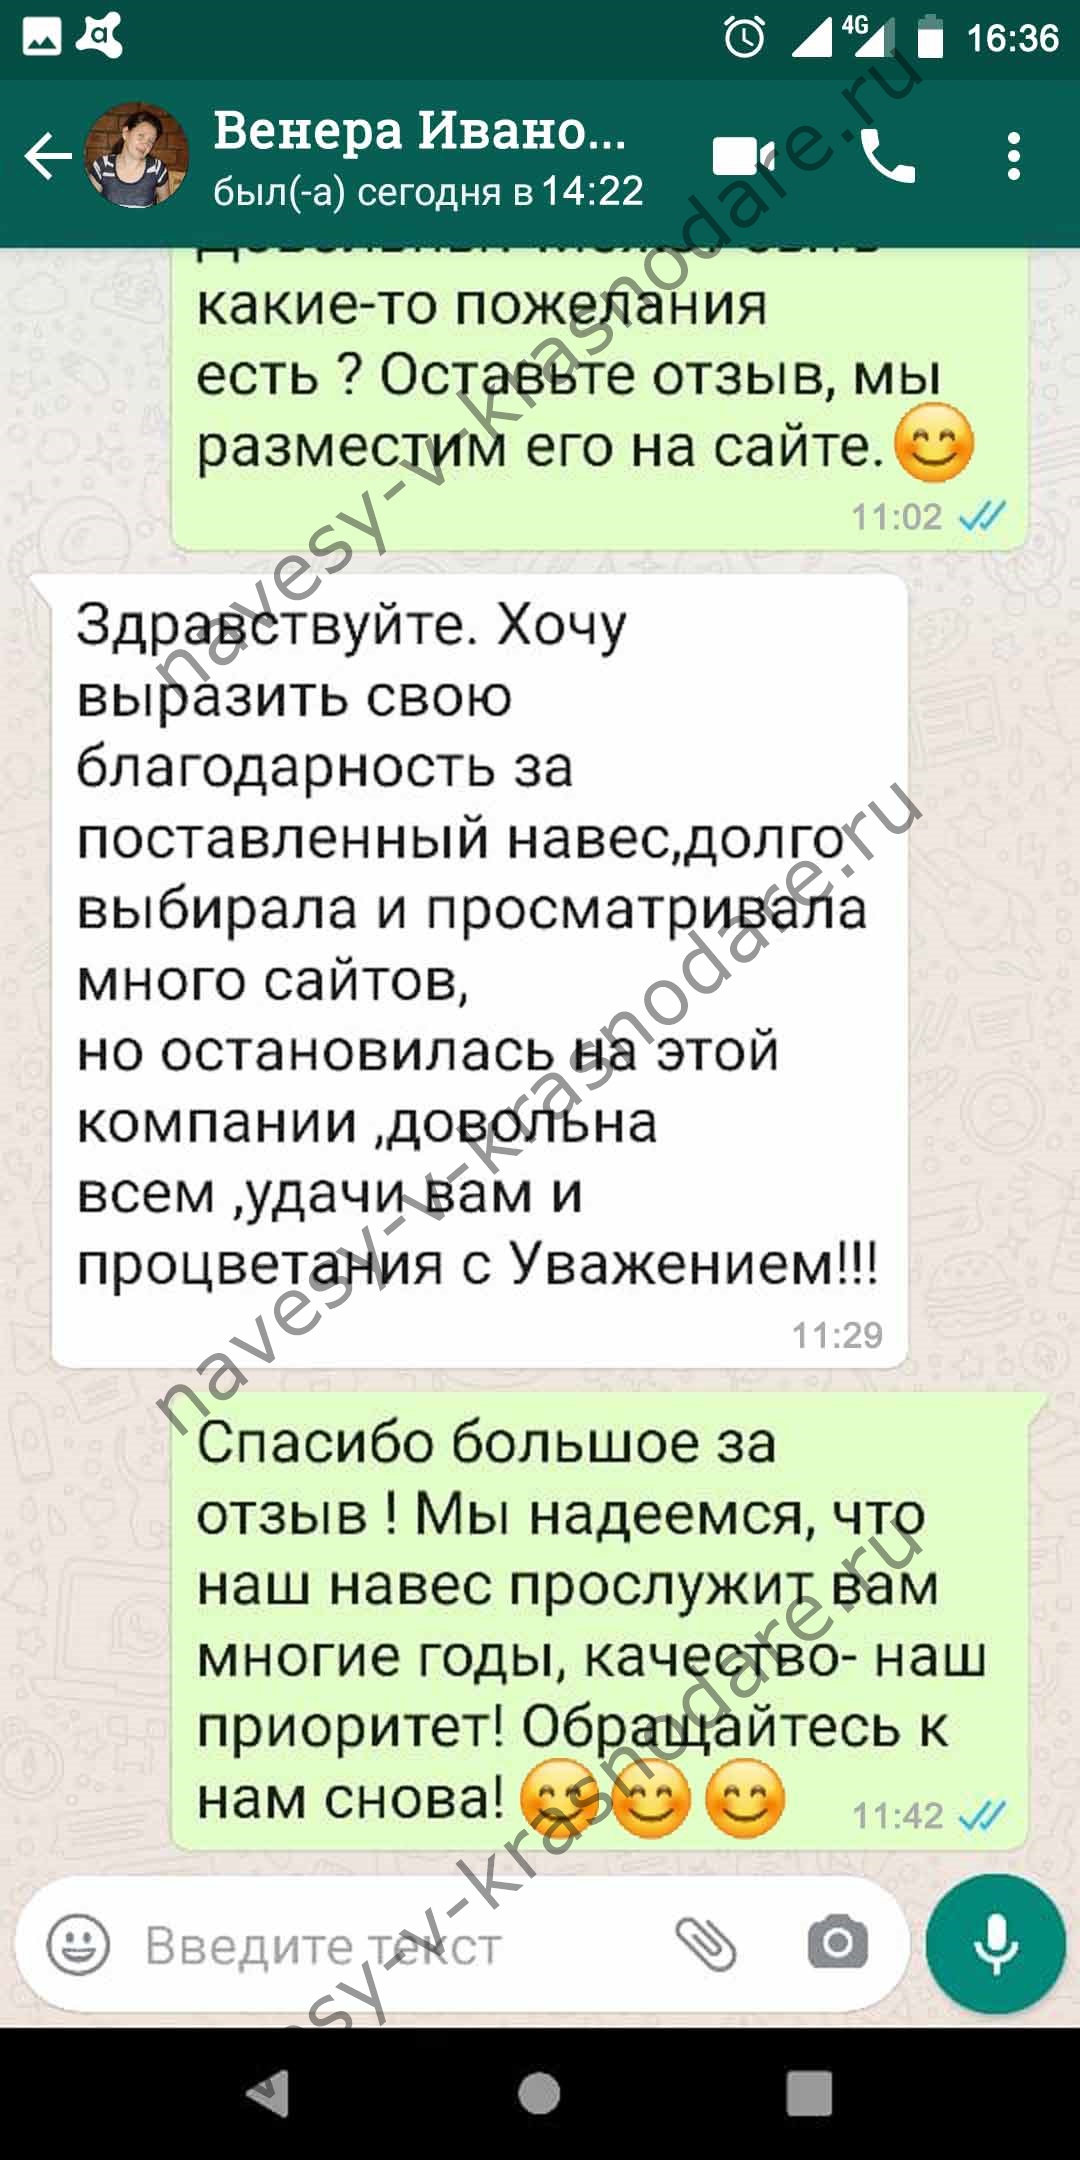 4G 16:36
Венера Ивано...
был(-а) сегодня в 14:22
какие-то пожелания
есть ? Оставьте отзыв, мы
разместим его на сайте.😊
11:02
Здравствуйте. Хочу
выразить свою
благодарность за
поставленный навес,долго
выбирала и просматривала
много сайтов,
но остановилась на этой
компании ,довольна
всем ,удачи вам и
процветания с Уважением!!!
11:29
Спасибо большое за
отзыв ! Мы надеемся, что
наш навес прослужит вам
многие годы, качество- наш
приоритет! Обращайтесь к
нам снова! 😊😊😊 11:42
Введите текст
navesy-v-krasnodare.ru
navesy-v-krasnodare.ru
sy-v-krasnodare.ru